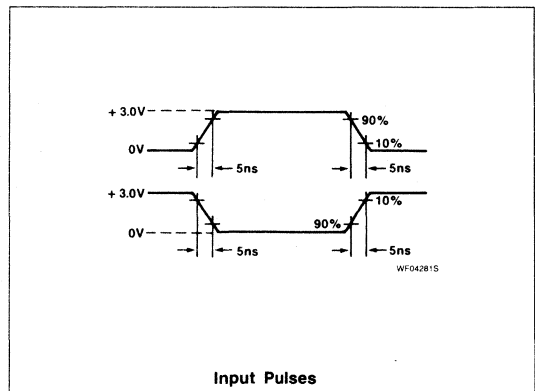 + 3.0V
90%
0V
10%
5ns
5ns
+ 3.0V
10%
0V
90%
5ns
5ns
WF04281S
Input Pulses